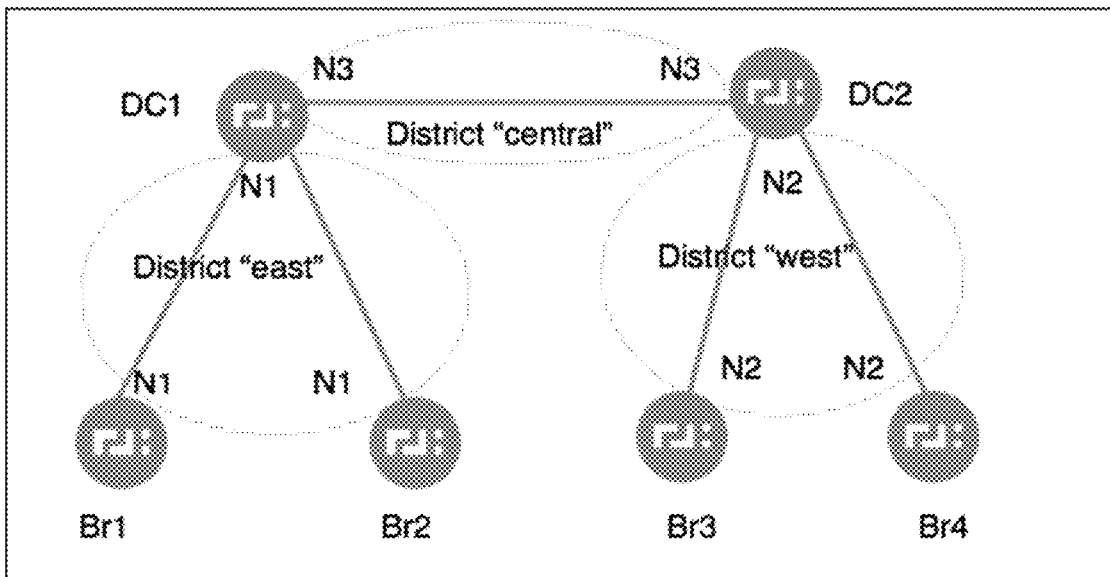 N3
N3
DC1
DC2
District "central"
N1
N2
District "east"
District "west"
N1
N1
N2
N2
Br1
Br2
Br3
Br4